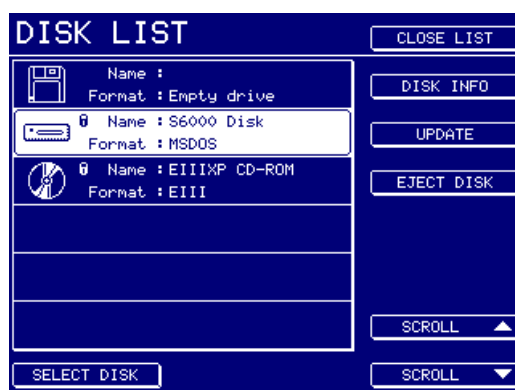 DISK LIST
CLOSE LIST
Name :
Format : Empty drive
DISK INFO
Name : S6000 Disk
Format : MSDOS
UPDATE
Name : EIIIXP CD-ROM
Format : EIII
EJECT DISK
SCROLL
SELECT DISK
SCROLL